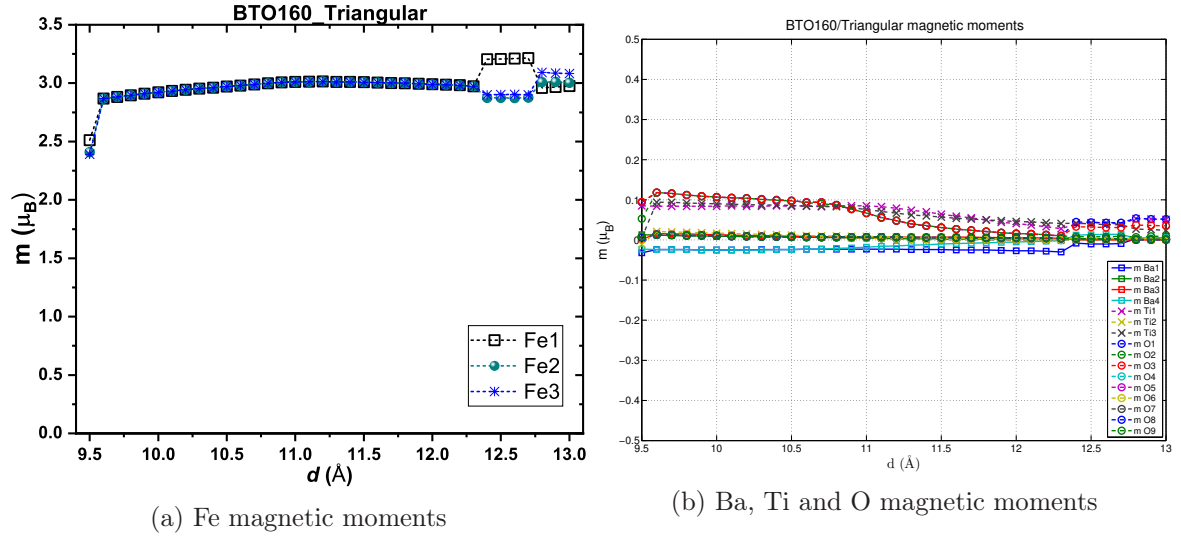 BTO160_Triangular
3.5
3.0
2.5
2.0
1.5
1.0
0.5
0.0
m (μB)
Fe1
Fe2
Fe3
9.5 10.0 10.5 11.0 11.5 12.0 12.5 13.0
d (Å)
(a) Fe magnetic moments
BTO160/Triangular magnetic moments
0.5
0.4
0.3
0.2
0.1
0
−0.1
−0.2
−0.3
−0.4
−0.5
m (μB)
m Ba1
m Ba2
m Ba3
m Ba4
m Ti1
m Ti2
m Ti3
m O1
m O2
m O3
m O4
m O5
m O6
m O7
m O8
m O9
9.5 10 10.5 11 11.5 12 12.5 13
d (Å)
(b) Ba, Ti and O magnetic moments